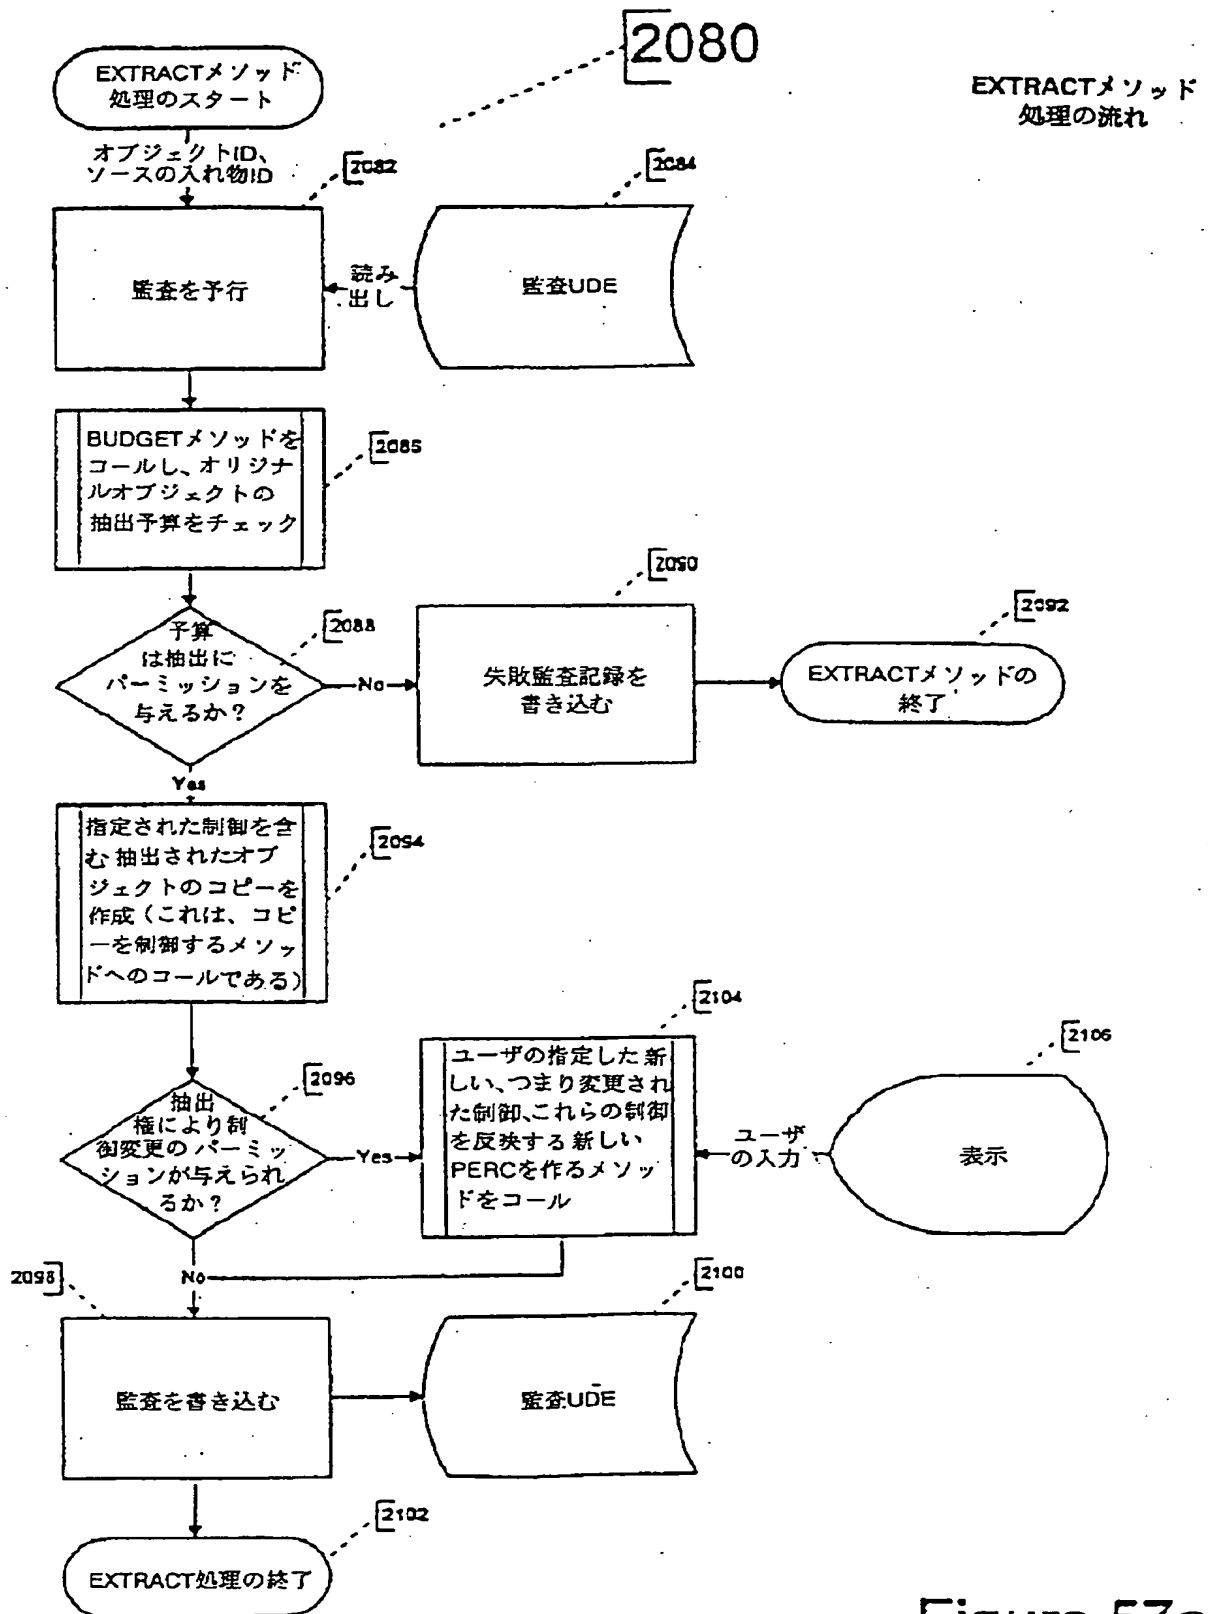 2080
EXTRACTメソッド
処理の流れ
EXTRACTメソッド
処理のスタート
オブジェクトID、
ソースの入れ物ID
2082
2084
監査を予行
読み
出し
監査UDE
BUDGETメソッドを
コールし、オリジナ
ルオブジェクトの
抽出予算をチェック
2086
予算
は抽出に
パーミッションを
与えるか?
2088
No
2090
失敗監査記録を
書き込む
2092
EXTRACTメソッドの
終了
Yes
指定された制御を含
む 抽出されたオブ
ジェクトのコピーを
作成(これは、コピ
ーを制御するメソッ
ドへのコールである)
2094
抽出
権により制
御変更の パーミッ
ションが与えられ
るか?
2096
Yes
2104
ユーザの指定した 新
しい、つまり変更され
た制御、これらの制御
を反映する 新しい
PERCを作るメソッ
ドをコール
ユーザ
の入力
2106
表示
No
2098
監査を書き込む
2100
監査UDE
2102
EXTRACT処理の終了